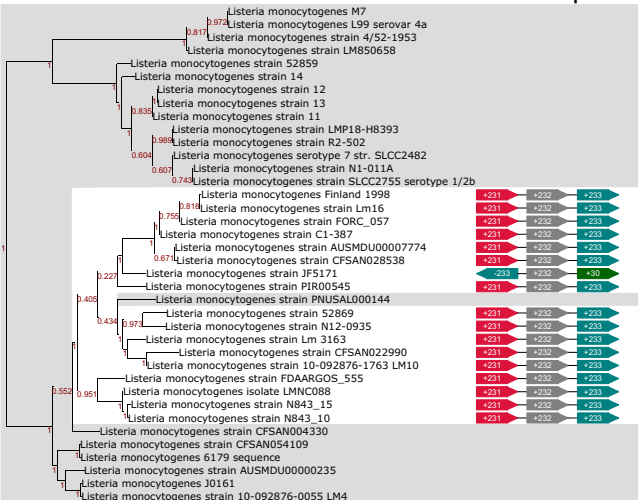 Listeria monocytogenes M7
0.972 Listeria monocytogenes L99 serovar 4a
0.817 Listeria monocytogenes strain 4/52-1953
1 Listeria monocytogenes strain LM850658
1 Listeria monocytogenes strain 52859
Listeria monocytogenes strain 14
Listeria monocytogenes strain 12
1 1 Listeria monocytogenes strain 13
0.835 Listeria monocytogenes strain 11
1 Listeria monocytogenes strain LMP18-H8393
0.989 Listeria monocytogenes strain R2-502
0.604 Listeria monocytogenes serotype 7 str. SLCC2482
0.607 Listeria monocytogenes strain N1-011A
0.743 Listeria monocytogenes strain SLCC2755 serotype 1/2b
Listeria monocytogenes Finland 1998 +231 +232 +233
0.818 Listeria monocytogenes strain Lm16 +231 +232 +233
0.755 Listeria monocytogenes strain FORC_057 +231 +232 +233
Listeria monocytogenes strain C1-387 +231 +232 +233
1 1 Listeria monocytogenes strain AUSMDU00007774 +231 +232 +233
1 0.671 Listeria monocytogenes strain CFSAN028538 +231 +232 +233
0.227 Listeria monocytogenes strain JF5171 -233 +232 +30
1 Listeria monocytogenes strain PIR00545 +231 +232 +233
0.405 Listeria monocytogenes strain PNUSAL000144
Listeria monocytogenes strain 52869 +231 +232 +233
0.434 0.973 Listeria monocytogenes strain N12-0935 +231 +232 +233
1 Listeria monocytogenes strain Lm 3163 +231 +232 +233
1 Listeria monocytogenes strain CFSAN022990 +231 +232 +233
1 1 Listeria monocytogenes strain 10-092876-1763 LM10 +231 +232 +233
Listeria monocytogenes strain FDAARGOS_555 +231 +232 +233
0.552 0.951 Listeria monocytogenes isolate LMNC088 +231 +232 +233
1 Listeria monocytogenes strain N843_15 +231 +232 +233
1 Listeria monocytogenes strain N843_10 +231 +232 +233
Listeria monocytogenes strain CFSAN004330
1 Listeria monocytogenes strain CFSAN054109
1 Listeria monocytogenes strain 6179 sequence
1 Listeria monocytogenes strain AUSMDU00000235
Listeria monocytogenes J0161
1 1 Listeria monocytogenes strain 10-092876-0055 LM4